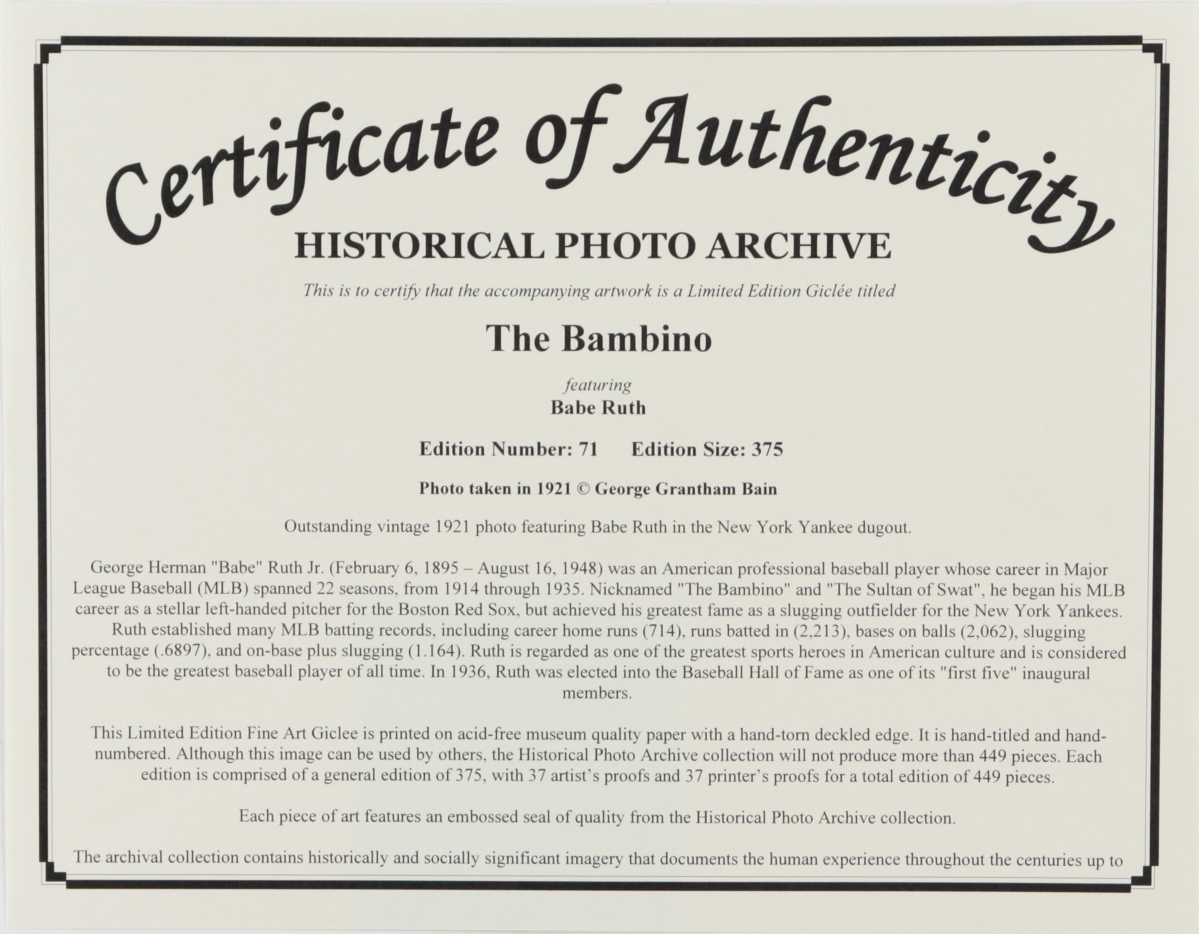 Certificate of Authenticity
HISTORICAL PHOTO ARCHIVE
This is to certify that the accompanying artwork is a Limited Edition Giclée titled
The Bambino
featuring
Babe Ruth
Edition Number: 71 Edition Size: 375
Photo taken in 1921 © George Grantham Bain
Outstanding vintage 1921 photo featuring Babe Ruth in the New York Yankee dugout.
George Herman "Babe" Ruth Jr. (February 6, 1895 – August 16, 1948) was an American professional baseball player whose career in Major
League Baseball (MLB) spanned 22 seasons, from 1914 through 1935. Nicknamed "The Bambino" and "The Sultan of Swat", he began his MLB
career as a stellar left-handed pitcher for the Boston Red Sox, but achieved his greatest fame as a slugging outfielder for the New York Yankees.
Ruth established many MLB batting records, including career home runs (714), runs batted in (2,213), bases on balls (2,062), slugging
percentage (.6897), and on-base plus slugging (1.164). Ruth is regarded as one of the greatest sports heroes in American culture and is considered
to be the greatest baseball player of all time. In 1936, Ruth was elected into the Baseball Hall of Fame as one of its "first five" inaugural
members.
This Limited Edition Fine Art Giclee is printed on acid-free museum quality paper with a hand-torn deckled edge. It is hand-titled and hand-
numbered. Although this image can be used by others, the Historical Photo Archive collection will not produce more than 449 pieces. Each
edition is comprised of a general edition of 375, with 37 artist's proofs and 37 printer's proofs for a total edition of 449 pieces.
Each piece of art features an embossed seal of quality from the Historical Photo Archive collection.
The archival collection contains historically and socially significant imagery that documents the human experience throughout the centuries up to